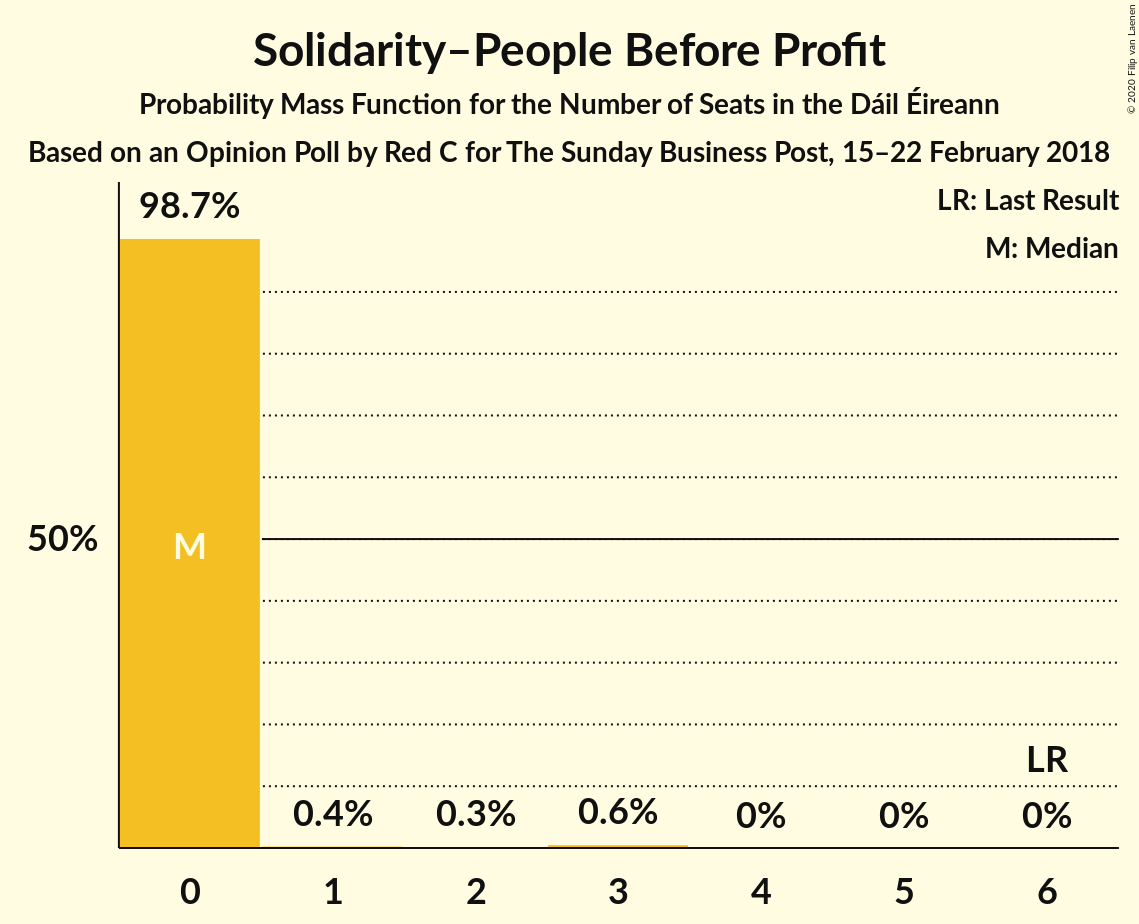 Solidarity–People Before Profit
Probability Mass Function for the Number of Seats in the Dáil Éireann
Based on an Opinion Poll by Red C for The Sunday Business Post, 15–22 February 2018
© 2020 Filip van Laenen
LR: Last Result
M: Median
98.7%
50%
M
LR
0.4%
0.3%
0.6%
0%
0%
0%
0 1 2 3 4 5 6